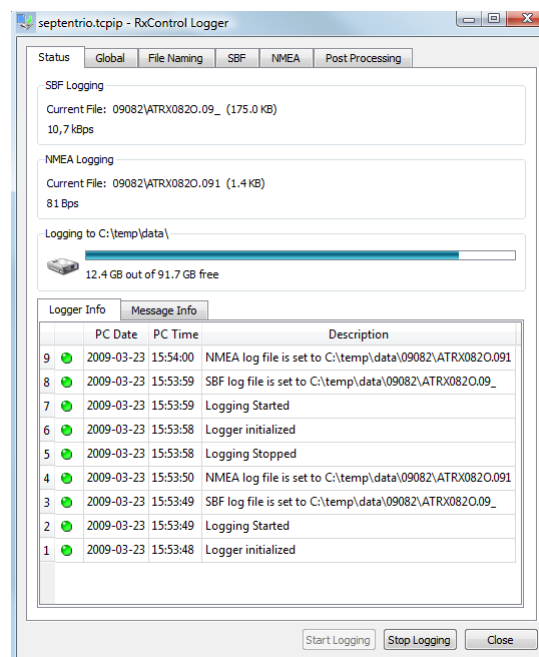 septentrio.tcpip - RxControl Logger
Status Global File Naming SBF NMEA Post Processing
SBF Logging
Current File: 09082\ATRX082O.09_ (175.0 KB)
10,7 kBps
NMEA Logging
Current File: 09082\ATRX082O.091 (1.4 KB)
81 Bps
Logging to C:\temp\data\
12.4 GB out of 91.7 GB free
Logger Info Message Info
PC Date PC Time Description
9 2009-03-23 15:54:00 NMEA log file is set to C:\temp\data\09082\ATRX082O.091
8 2009-03-23 15:53:59 SBF log file is set to C:\temp\data\09082\ATRX082O.09_
7 2009-03-23 15:53:59 Logging Started
6 2009-03-23 15:53:58 Logger initialized
5 2009-03-23 15:53:58 Logging Stopped
4 2009-03-23 15:53:50 NMEA log file is set to C:\temp\data\09082\ATRX082O.091
3 2009-03-23 15:53:49 SBF log file is set to C:\temp\data\09082\ATRX082O.09_
2 2009-03-23 15:53:49 Logging Started
1 2009-03-23 15:53:48 Logger initialized
Start Logging Stop Logging Close